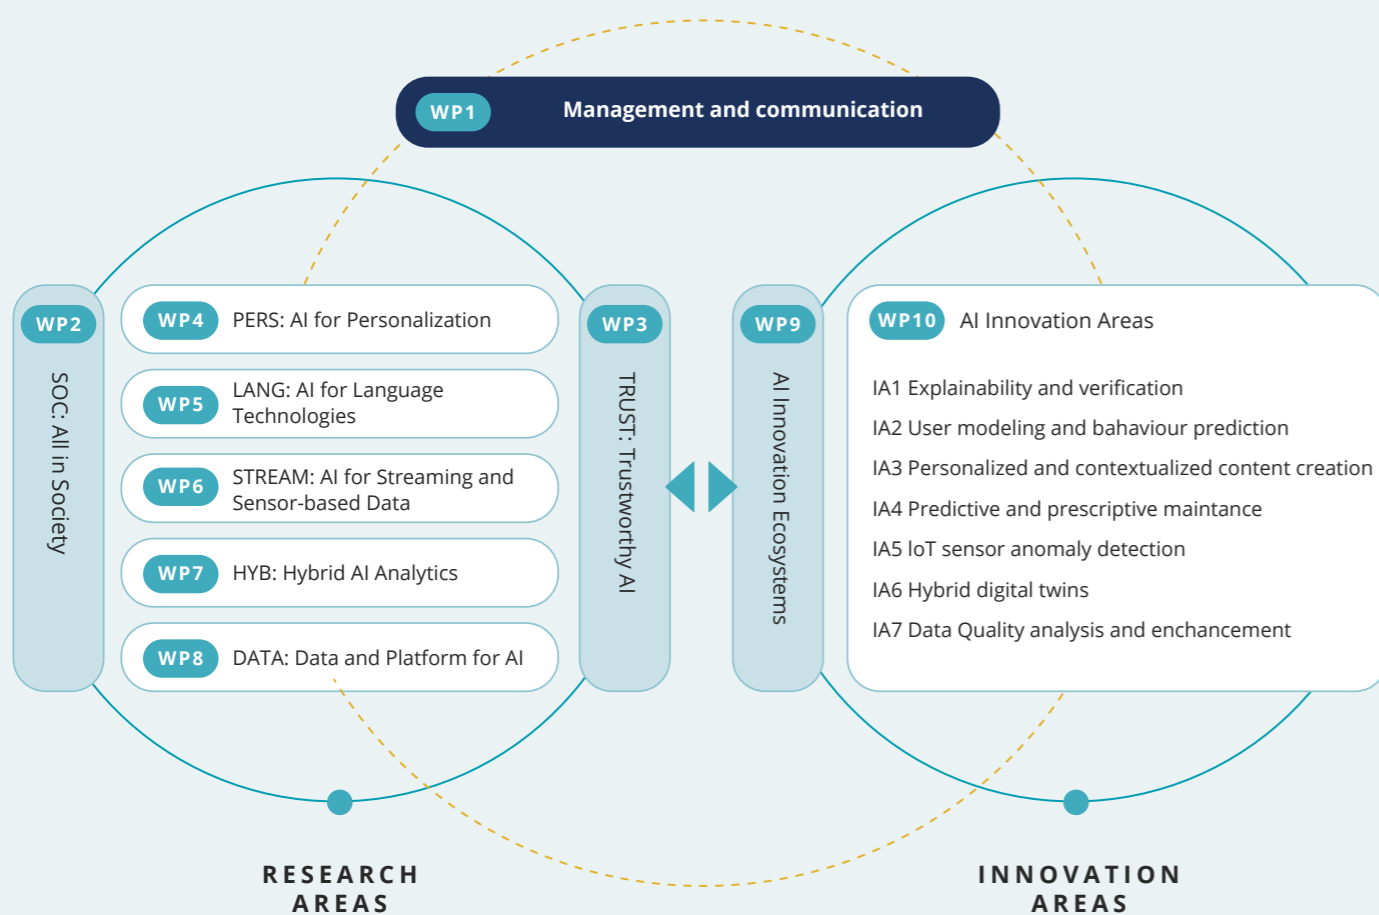 WP1 Management and communication
WP2
SOC: All in Society
WP4 PERS: AI for Personalization
WP5 LANG: AI for Language
Technologies
WP6 STREAM: AI for Streaming and
Sensor-based Data
WP7 HYB: Hybrid AI Analytics
WP8 DATA: Data and Platform for AI
WP3
TRUST: Trustworthy AI
WP9
AI Innovation Ecosystems
WP10 AI Innovation Areas
IA1 Explainability and verification
IA2 User modeling and bahaviour prediction
IA3 Personalized and contextualized content creation
IA4 Predictive and prescriptive maintance
IA5 loT sensor anomaly detection
IA6 Hybrid digital twins
IA7 Data Quality analysis and enchancement
RESEARCH
AREAS
INNOVATION
AREAS